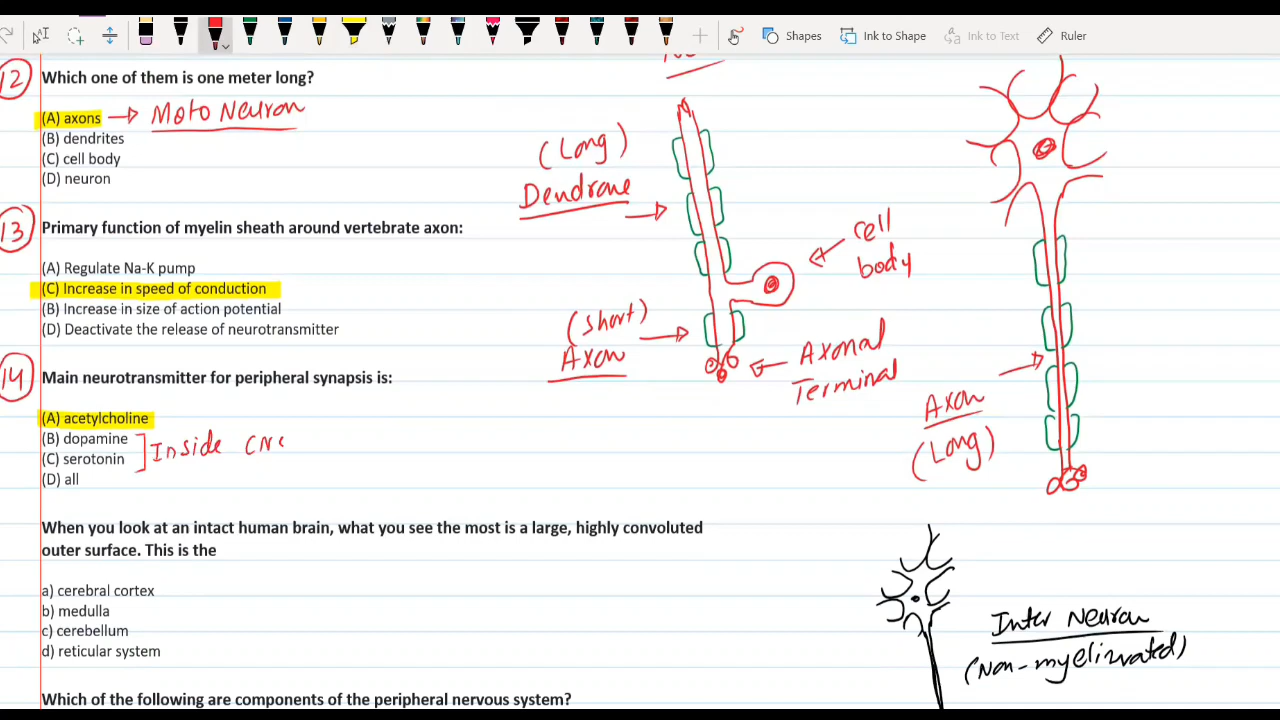 Shapes
Ink to Shape
Ink to Text
Ruler
12
Which one of them is one meter long?
(A) axons → Moto Neuron
(B) dendrites
(C) cell body
(D) neuron
13
Primary function of myelin sheath around vertebrate axon:
(A) Regulate Na-K pump
(C) Increase in speed of conduction
(B) Increase in size of action potential
(D) Deactivate the release of neurotransmitter
14
Main neurotransmitter for peripheral synapsis is:
(A) acetylcholine
(B) dopamine
(C) serotonin
(D) all
Inside CNS
When you look at an intact human brain, what you see the most is a large, highly convoluted
outer surface. This is the
a) cerebral cortex
b) medulla
c) cerebellum
d) reticular system
Which of the following are components of the peripheral nervous system?
(Long)
Dendrone
cell
body
(Short)
Axon
Axonal
Terminal
Axon
(Long)
Inter Neuron
(Non-myelinated)